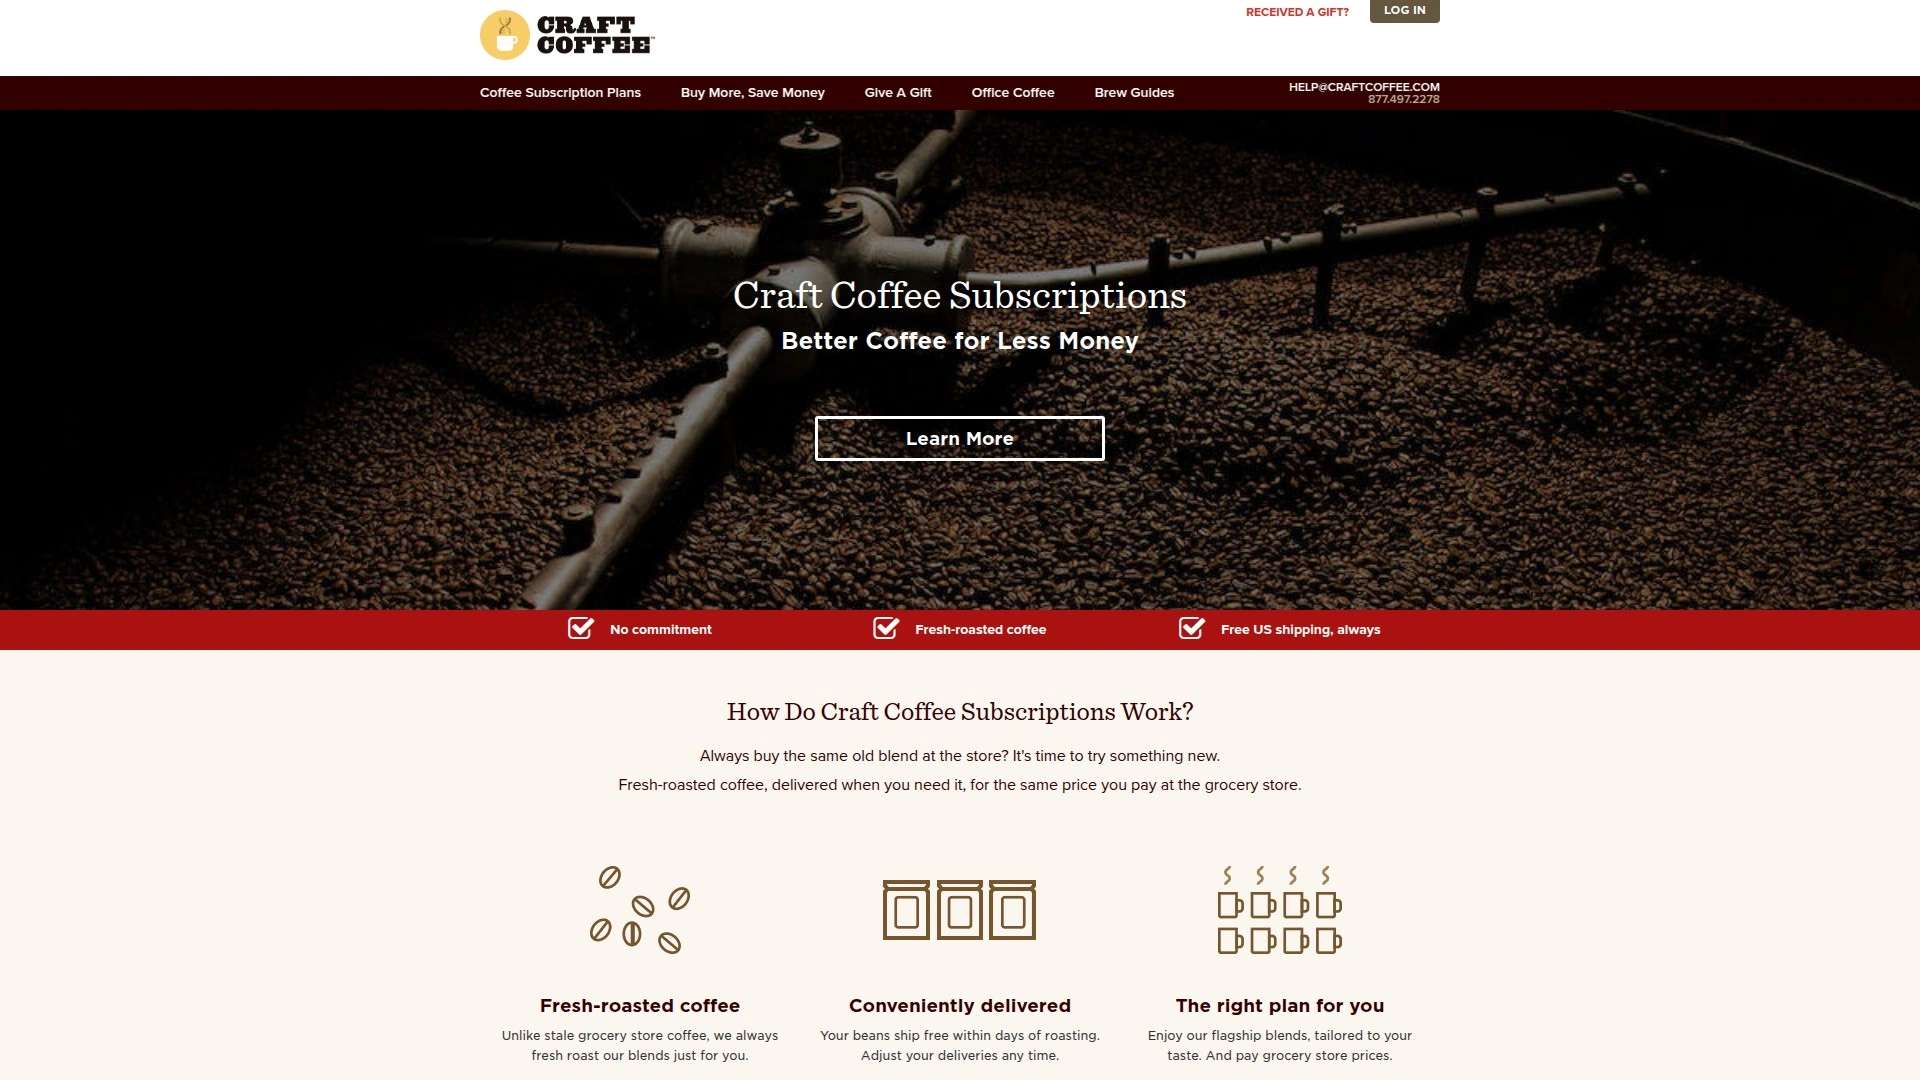 CRAFT
COFFEE™
RECEIVED A GIFT?
LOG IN
Coffee Subscription Plans
Buy More, Save Money
Give A Gift
Office Coffee
Brew Guides
HELP@CRAFTCOFFEE.COM
877.497.2278
Craft Coffee Subscriptions
Better Coffee for Less Money
Learn More
No commitment
Fresh-roasted coffee
Free US shipping, always
How Do Craft Coffee Subscriptions Work?
Always buy the same old blend at the store? It's time to try something new.
Fresh-roasted coffee, delivered when you need it, for the same price you pay at the grocery store.
Fresh-roasted coffee
Unlike stale grocery store coffee, we always
fresh roast our blends just for you.
Conveniently delivered
Your beans ship free within days of roasting.
Adjust your deliveries any time.
The right plan for you
Enjoy our flagship blends, tailored to your
taste. And pay grocery store prices.